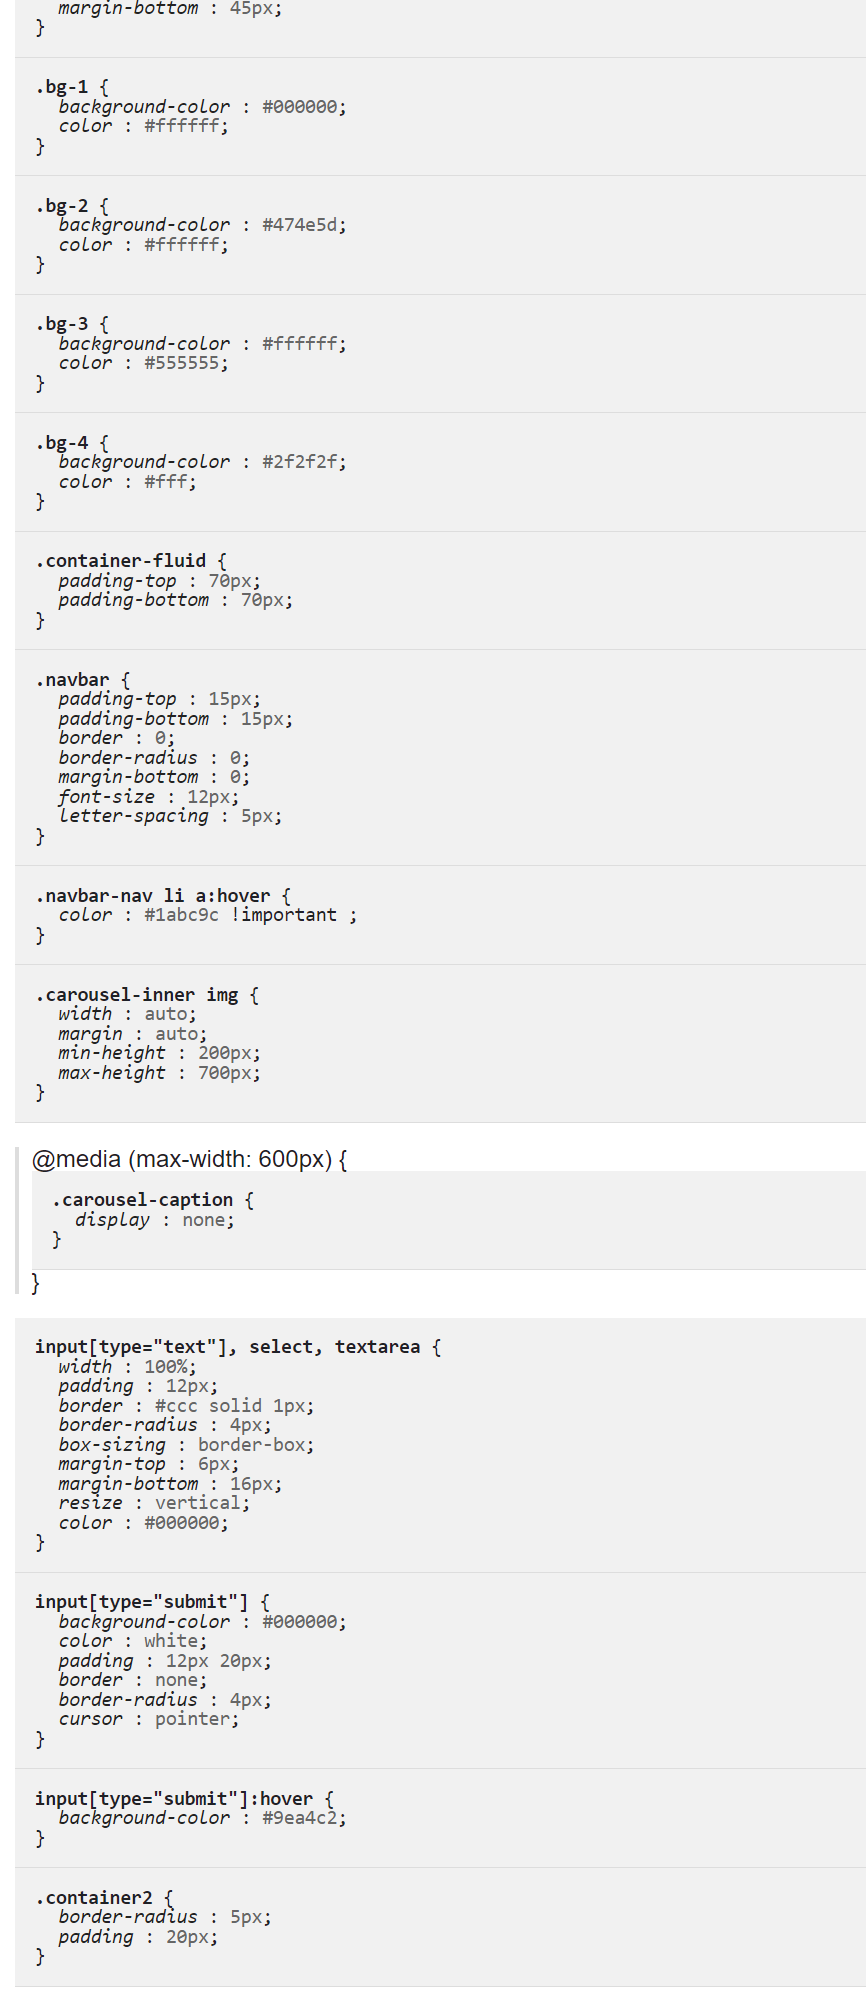 margin-bottom : 45px;
}
.bg-1 {
background-color : #000000;
color : #ffffff;
}
.bg-2 {
background-color : #474e5d;
color : #ffffff;
}
.bg-3 {
background-color : #ffffff;
color : #555555;
}
.bg-4 {
background-color : #2f2f2f;
color : #fff;
}
.container-fluid {
padding-top : 70px;
padding-bottom : 70px;
}
.navbar {
padding-top : 15px;
padding-bottom : 15px;
border : 0;
border-radius : 0;
margin-bottom : 0;
font-size : 12px;
letter-spacing : 5px;
}
.navbar-nav li a:hover {
color : #1abc9c !important ;
}
.carousel-inner img {
width : auto;
margin : auto;
min-height : 200px;
max-height : 700px;
}
@media (max-width: 600px) {
.carousel-caption {
display : none;
}
}
input[type="text"], select, textarea {
width : 100%;
padding : 12px;
border : #ccc solid 1px;
border-radius : 4px;
box-sizing : border-box;
margin-top : 6px;
margin-bottom : 16px;
resize : vertical;
color : #000000;
}
input[type="submit"] {
background-color : #000000;
color : white;
padding : 12px 20px;
border : none;
border-radius : 4px;
cursor : pointer;
}
input[type="submit"]:hover {
background-color : #9ea4c2;
}
.container2 {
border-radius : 5px;
padding : 20px;
}